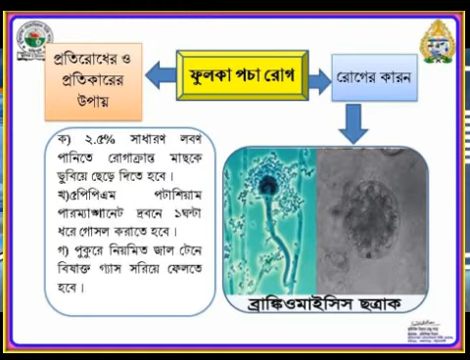 প্রতিরোধের ও
প্রতিকারের
উপায়
ফুলকা পচা রোগ
রোগের কারন
ক) ২.৫% সাধারণ লবণ
পানিতে রোগাক্রান্ত মাছকে
ডুবিয়ে ছেড়ে দিতে হবে।
খ)৫পিপিএম পটাশিয়াম
পারম্যাঙ্গানেট দ্রবনে ১ঘন্টা
ধরে গোসল করাতে হবে।
গ) পুকুরে নিয়মিত জাল টেনে
বিষাক্ত গ্যাস সরিয়ে ফেলতে
হবে।
ব্রাঙ্কিওমাইসিস ছত্রাক